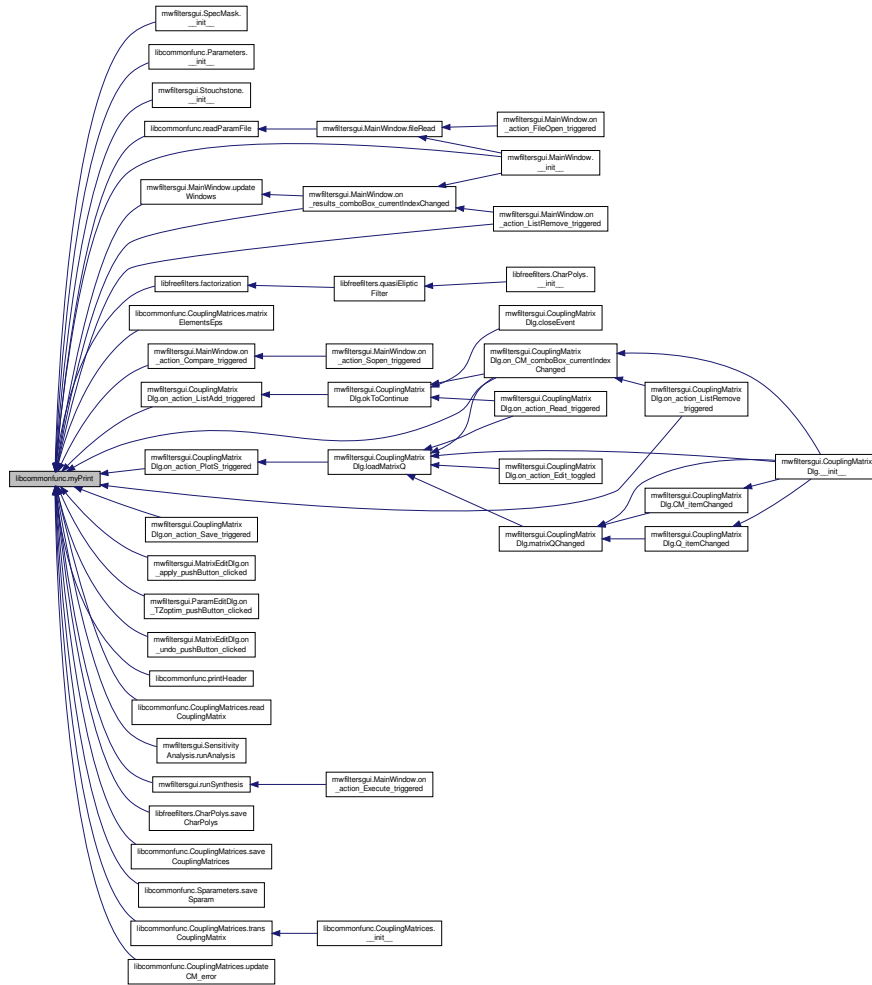 mwfiltersgui.SpecMask.
__init__
libcommonfunc.Parameters.
__init__
mwfiltersgui.Stouchstone.
__init__
libcommonfunc.readParamFile
mwfiltersgui.MainWindow.fileRead
mwfiltersgui.MainWindow.on
_action_FileOpen_triggered
mwfiltersgui.MainWindow.
__init__
mwfiltersgui.MainWindow.update
Windows
mwfiltersgui.MainWindow.on
_results_comboBox_currentIndexChanged
mwfiltersgui.MainWindow.on
_action_ListRemove_triggered
libfreefilters.factorization
libfreefilters.quasiEliptic
Filter
libfreefilters.CharPolys.
__init__
libcommonfunc.CouplingMatrices.matrix
ElementsEps
mwfiltersgui.CouplingMatrix
Dlg.closeEvent
mwfiltersgui.MainWindow.on
_action_Compare_triggered
mwfiltersgui.MainWindow.on
_action_Sopen_triggered
mwfiltersgui.CouplingMatrix
Dlg.on_CM_comboBox_currentIndex
Changed
mwfiltersgui.CouplingMatrix
Dlg.on_action_ListAdd_triggered
mwfiltersgui.CouplingMatrix
Dlg.okToContinue
mwfiltersgui.CouplingMatrix
Dlg.on_action_Read_triggered
mwfiltersgui.CouplingMatrix
Dlg.on_action_ListRemove
_triggered
libcommonfunc.myPrint
mwfiltersgui.CouplingMatrix
Dlg.on_action_PlotS_triggered
mwfiltersgui.CouplingMatrix
Dlg.loadMatrixQ
mwfiltersgui.CouplingMatrix
Dlg.on_action_Edit_toggled
mwfiltersgui.CouplingMatrix
Dlg.__init__
mwfiltersgui.CouplingMatrix
Dlg.CM_itemChanged
mwfiltersgui.CouplingMatrix
Dlg.on_action_Save_triggered
mwfiltersgui.CouplingMatrix
Dlg.matrixQChanged
mwfiltersgui.CouplingMatrix
Dlg.Q_itemChanged
mwfiltersgui.MatrixEditDlg.on
_apply_pushButton_clicked
mwfiltersgui.ParamEditDlg.on
_TZoptim_pushButton_clicked
mwfiltersgui.MatrixEditDlg.on
_undo_pushButton_clicked
libcommonfunc.printHeader
libcommonfunc.CouplingMatrices.read
CouplingMatrix
mwfiltersgui.Sensitivity
Analysis.runAnalysis
mwfiltersgui.runSynthesis
mwfiltersgui.MainWindow.on
_action_Execute_triggered
libfreefilters.CharPolys.save
CharPolys
libcommonfunc.CouplingMatrices.save
CouplingMatrices
libcommonfunc.Sparameters.save
Sparam
libcommonfunc.CouplingMatrices.trans
CouplingMatrix
libcommonfunc.CouplingMatrices.
__init__
libcommonfunc.CouplingMatrices.update
CM_error